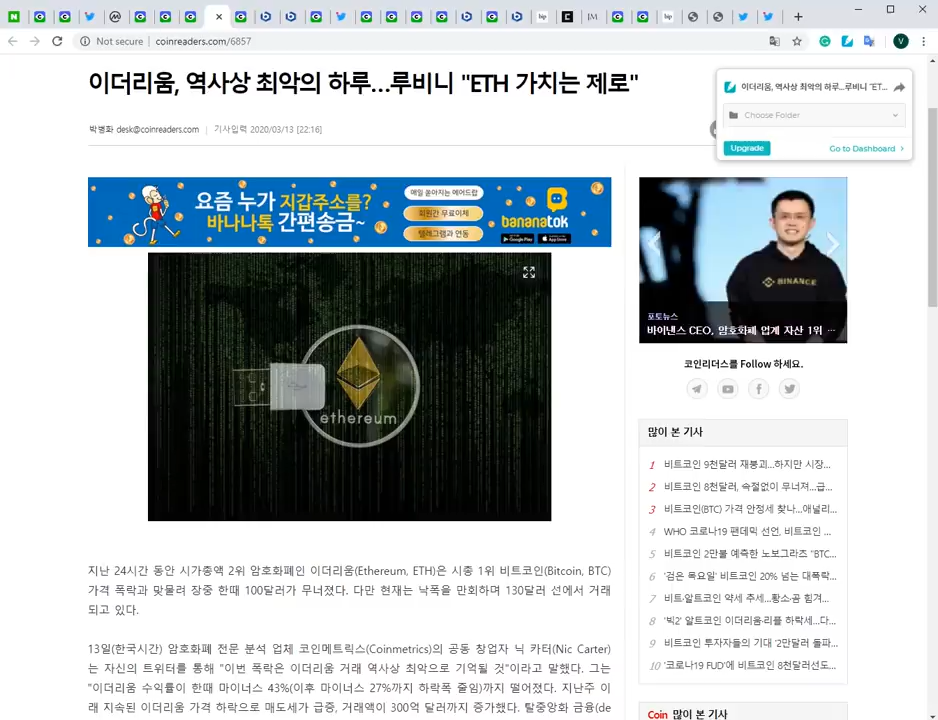 Not secure
coinreaders.com/6857
이더리움, 역사상 최악의 하루…루비니 "ETH 가치는 제로"
박병화 desk@coinreaders.com | 기사입력 2020/03/13 [22:16]
이더리움, 역사상 최악의 하루…루비니 "ET...
Choose Folder
Upgrade
Go to Dashboard
요즘 누가 지갑주소를?
바나나톡 간편송금~
매일 쏟아지는 에어드랍
회원간 무료이체
텔레그램과 연동
bananatok
Google Play
App Store
BINANCE
포토뉴스
바이낸스 CEO, 암호화폐 업계 자산 1위 ...
ethereum
코인리더스를 Follow 하세요.
많이 본 기사
1 비트코인 9천달러 재붕괴…하지만 시장...
2 비트코인 8천달러, 속절없이 무너져…급...
3 비트코인(BTC) 가격 안정세 찾나…애널리...
4 WHO 코로나19 팬데믹 선언, 비트코인 ...
5 비트코인 2만불 예측한 노보그라츠 "BTC...
6 '검은 목요일' 비트코인 20% 넘는 대폭락...
7 비트·알트코인 약세 추세…황소·곰 힘겨...
8 '빅2' 알트코인 이더리움·리플 하락세…다...
9 비트코인 투자자들의 기대 '2만달러 돌파...
10 '코로나19 FUD'에 비트코인 8천달러선도...
Coin 많이 본 기사
지난 24시간 동안 시가총액 2위 암호화폐인 이더리움(Ethereum, ETH)은 시총 1위 비트코인(Bitcoin, BTC)
가격 폭락과 맞물려 장중 한때 100달러가 무너졌다. 다만 현재는 낙폭을 만회하며 130달러 선에서 거래
되고 있다.
13일(한국시간) 암호화폐 전문 분석 업체 코인메트릭스(Coinmetrics)의 공동 창업자 닉 카터(Nic Carter)
는 자신의 트위터를 통해 "이번 폭락은 이더리움 거래 역사상 최악으로 기억될 것"이라고 말했다. 그는
"이더리움 수익률이 한때 마이너스 43%(이후 마이너스 27%까지 하락폭 줄임)까지 떨어졌다. 지난주 이
래 지속된 이더리움 가격 하락으로 매도세가 급증, 거래액이 300억 달러까지 증가했다. 탈중앙화 금융(de